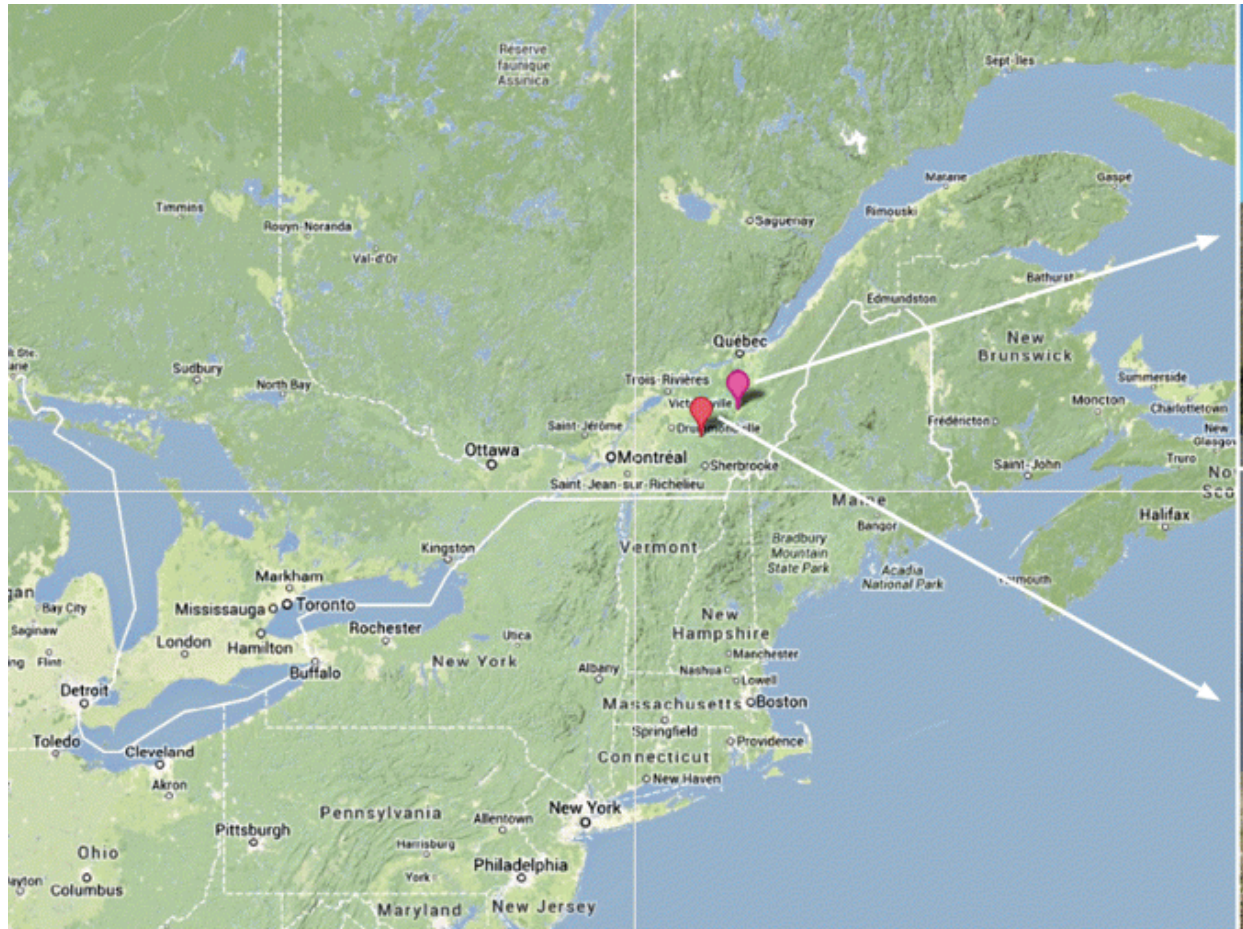 Réserve
faunique
Assinica
Sept-Îles
Matane
Gaspé
Timmins
Rimouski
Saguenay
Rouyn-Noranda
Val-d'Or
Bathurst
Edmundston
Québec
New
Brunswick
Sudbury
North Bay
Trois-Rivières
Summerside
Moncton
Charlottetown
Drummondville
Saint-Jérôme
Frédéricton
New
Glasgow
Ottawa
Montréal
Sherbrooke
Truro
Saint-John
Saint-Jean-sur-Richelieu
Maine
Halifax
Bangor
Kingston
Vermont
Bradbury
Mountain
State Park
Acadia
National Park
Markham
Bay City
Mississauga
Toronto
Saginaw
London
Hamilton
Rochester
Utica
New
Hampshire
Flint
Buffalo
New York
Albany
Manchester
Nashua
Lowell
Detroit
Massachusetts
Boston
Springfield
Toledo
Cleveland
Connecticut
Providence
Akron
New Haven
Pennsylvania
Allentown
New York
Pittsburgh
Harrisburg
Ohio
Philadelphia
York
Columbus
Maryland
New Jersey